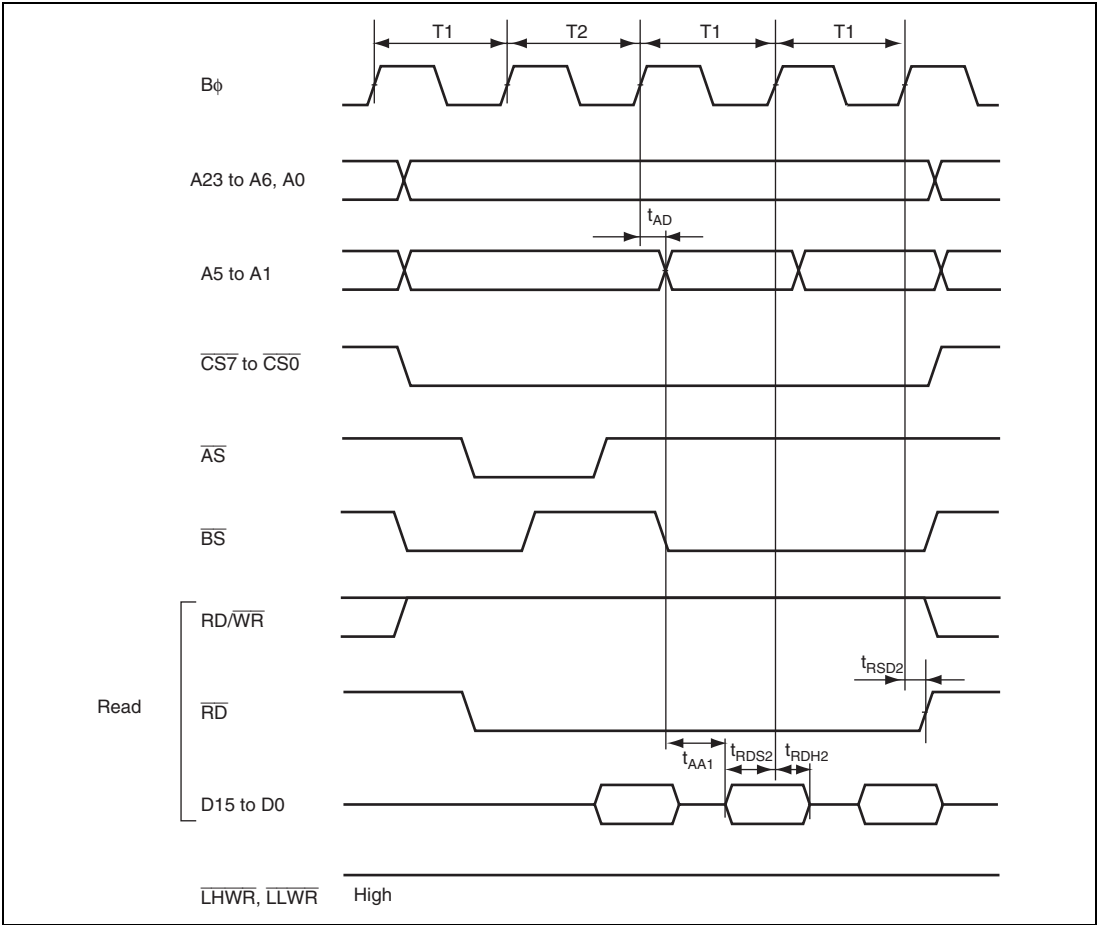 T1 T2 T1 T1
Bϕ
A23 to A6, A0
tAD
A5 to A1
CS7 to CS0
AS
BS
RD/WR
tRSD2
Read
RD
tAA1 tRDS2 tRDH2
D15 to D0
LHWR, LLWR High